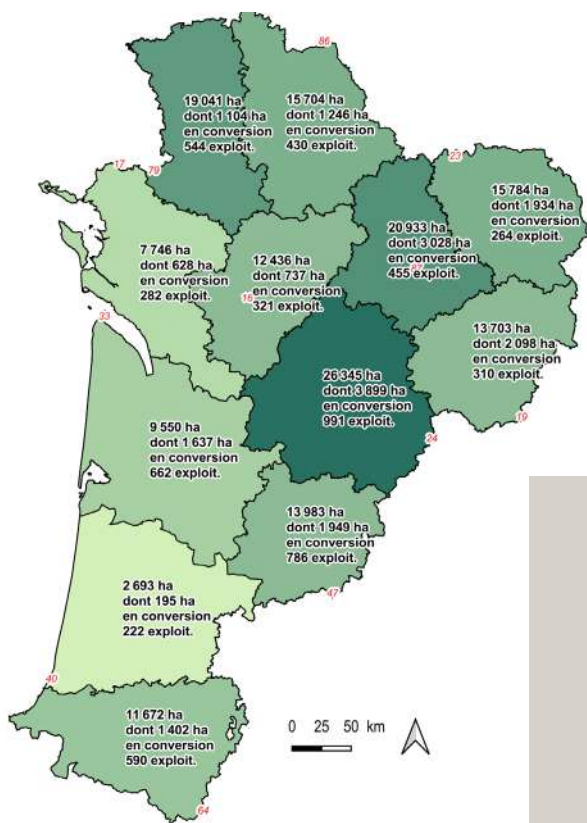 86
19 041 ha
dont 1 104 ha
en conversion
544 exploit.
15 704 ha
dont 1 246 ha
en conversion
430 exploit.
17
79
23
15 784 ha
dont 1 934 ha
en conversion
264 exploit.
20 933 ha
dont 3 028 ha
en conversion
87
455 exploit.
7 746 ha
dont 628 ha
en conversion
282 exploit.
12 436 ha
dont 737 ha
en conversion
16
321 exploit.
33
13 703 ha
dont 2 098 ha
en conversion
310 exploit.
19
26 345 ha
dont 3 899 ha
en conversion
991 exploit.
24
9 550 ha
dont 1 637 ha
en conversion
662 exploit.
13 983 ha
dont 1 949 ha
en conversion
786 exploit.
47
2 693 ha
dont 195 ha
en conversion
222 exploit.
40
11 672 ha
dont 1 402 ha
en conversion
590 exploit.
64
0 25 50 km